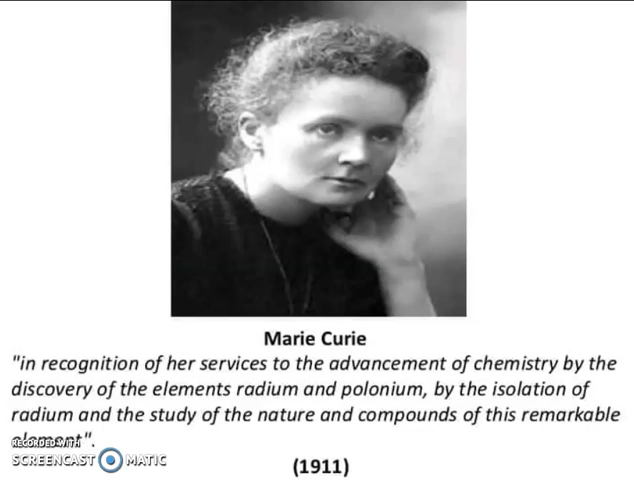 Marie Curie
"in recognition of her services to the advancement of chemistry by the
discovery of the elements radium and polonium, by the isolation of
radium and the study of the nature and compounds of this remarkable
element".
RECORDED WITH
SCREENCAST MATIC
(1911)